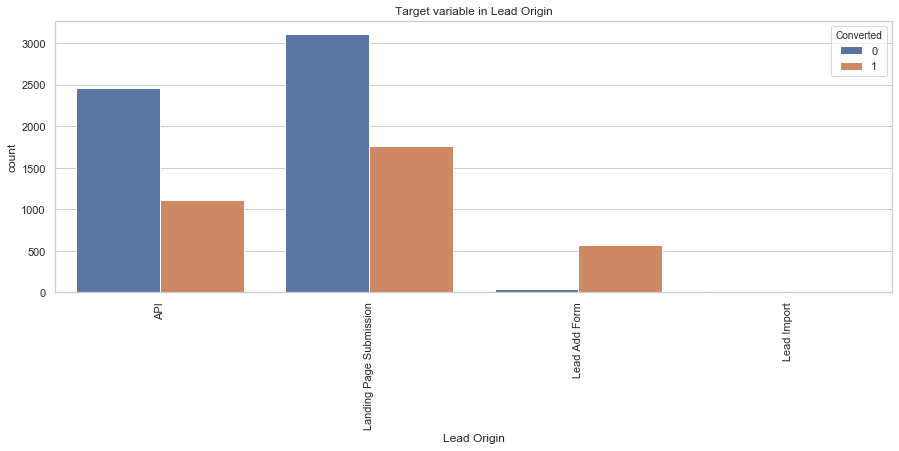 Target variable in Lead Origin
Converted
0
1
3000
2500
2000
1500
1000
500
0
count
API
Landing Page Submission
Lead Add Form
Lead Import
Lead Origin